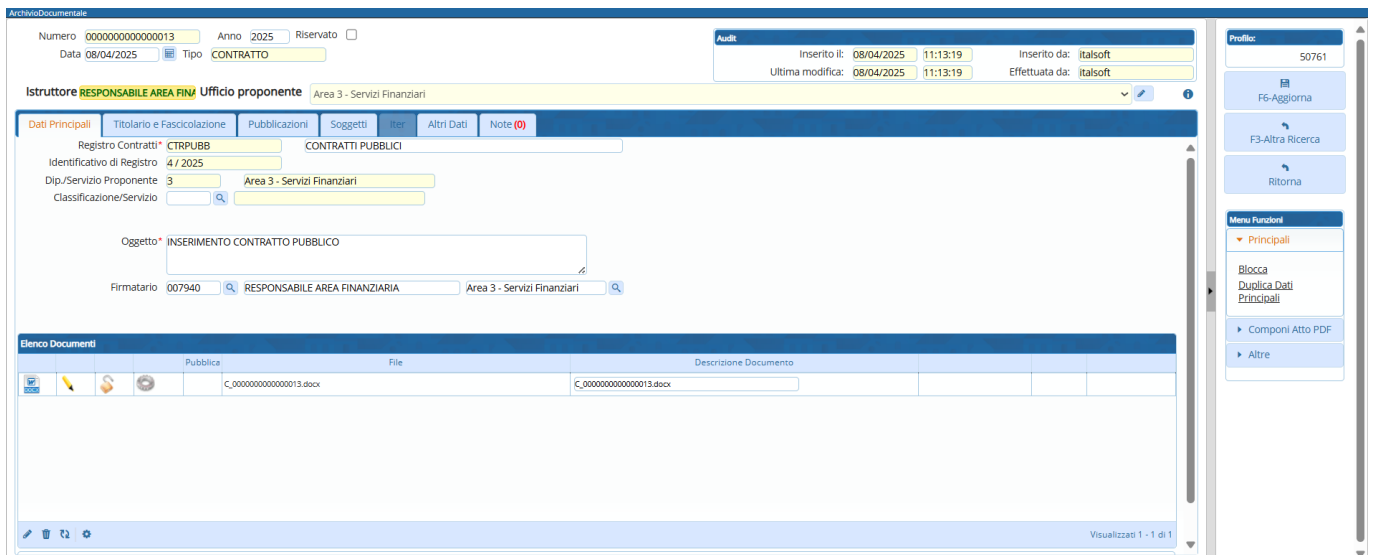 ArchivioDocumentale
Numero 0000000000000013 Anno 2025 Riservato
Data 08/04/2025 Tipo CONTRATTO
Audit
Inserito il: 08/04/2025 11:13:19 Inserito da: italsoft
Ultima modifica: 08/04/2025 11:13:19 Effettuata da: italsoft
Istruttore RESPONSABILE AREA FINA Ufficio proponente Area 3 - Servizi Finanziari
Dati Principali Titolario e Fascicolazione Pubblicazioni Soggetti Iter Altri Dati Note (0)
Registro Contratti* CTRPUBB CONTRATTI PUBBLICI
Identificativo di Registro 4 / 2025
Dip./Servizio Proponente 3 Area 3 - Servizi Finanziari
Classificazione/Servizio
Oggetto* INSERIMENTO CONTRATTO PUBBLICO
Firmatario 007940 RESPONSABILE AREA FINANZIARIA Area 3 - Servizi Finanziari
Elenco Documenti
Pubblica File Descrizione Documento
DOCX C_0000000000000013.docx C_0000000000000013.docx
Visualizzati 1 - 1 di 1
Profilo:
50761
F6-Aggiorna
F3-Altra Ricerca
Ritorna
Menu Funzioni
Principali
Blocca
Duplica Dati
Principali
Componi Atto PDF
Altre